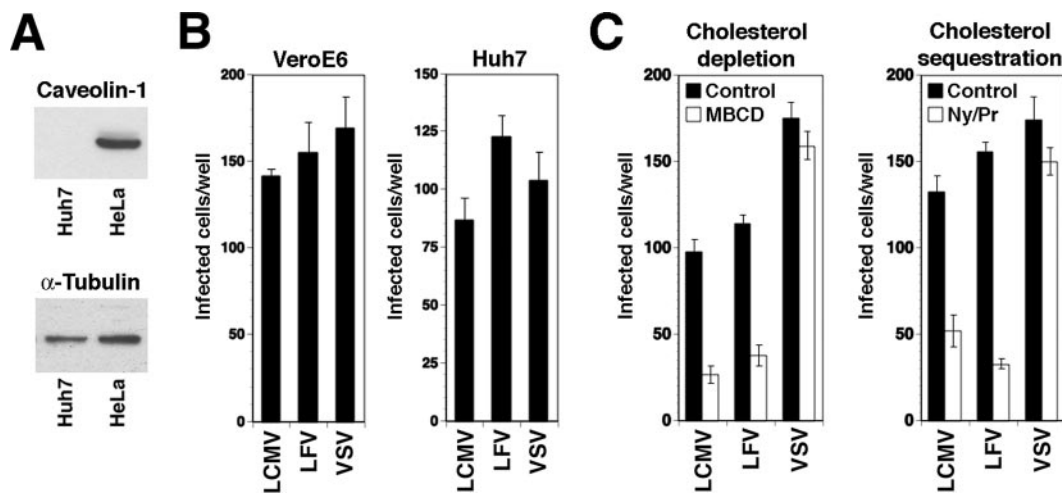 A
Caveolin-1
Huh7
HeLa
α-Tubulin
Huh7
HeLa
B
VeroE6
200
150
100
50
0
Infected cells/well
LCMV
LFV
VSV
Huh7
150
125
100
75
50
25
0
Infected cells/well
LCMV
LFV
VSV
C
Cholesterol
depletion
200
150
100
50
0
Infected cells/well
Control
MBCD
LCMV
LFV
VSV
Cholesterol
sequestration
200
150
100
50
0
Infected cells/well
Control
Ny/Pr
LCMV
LFV
VSV